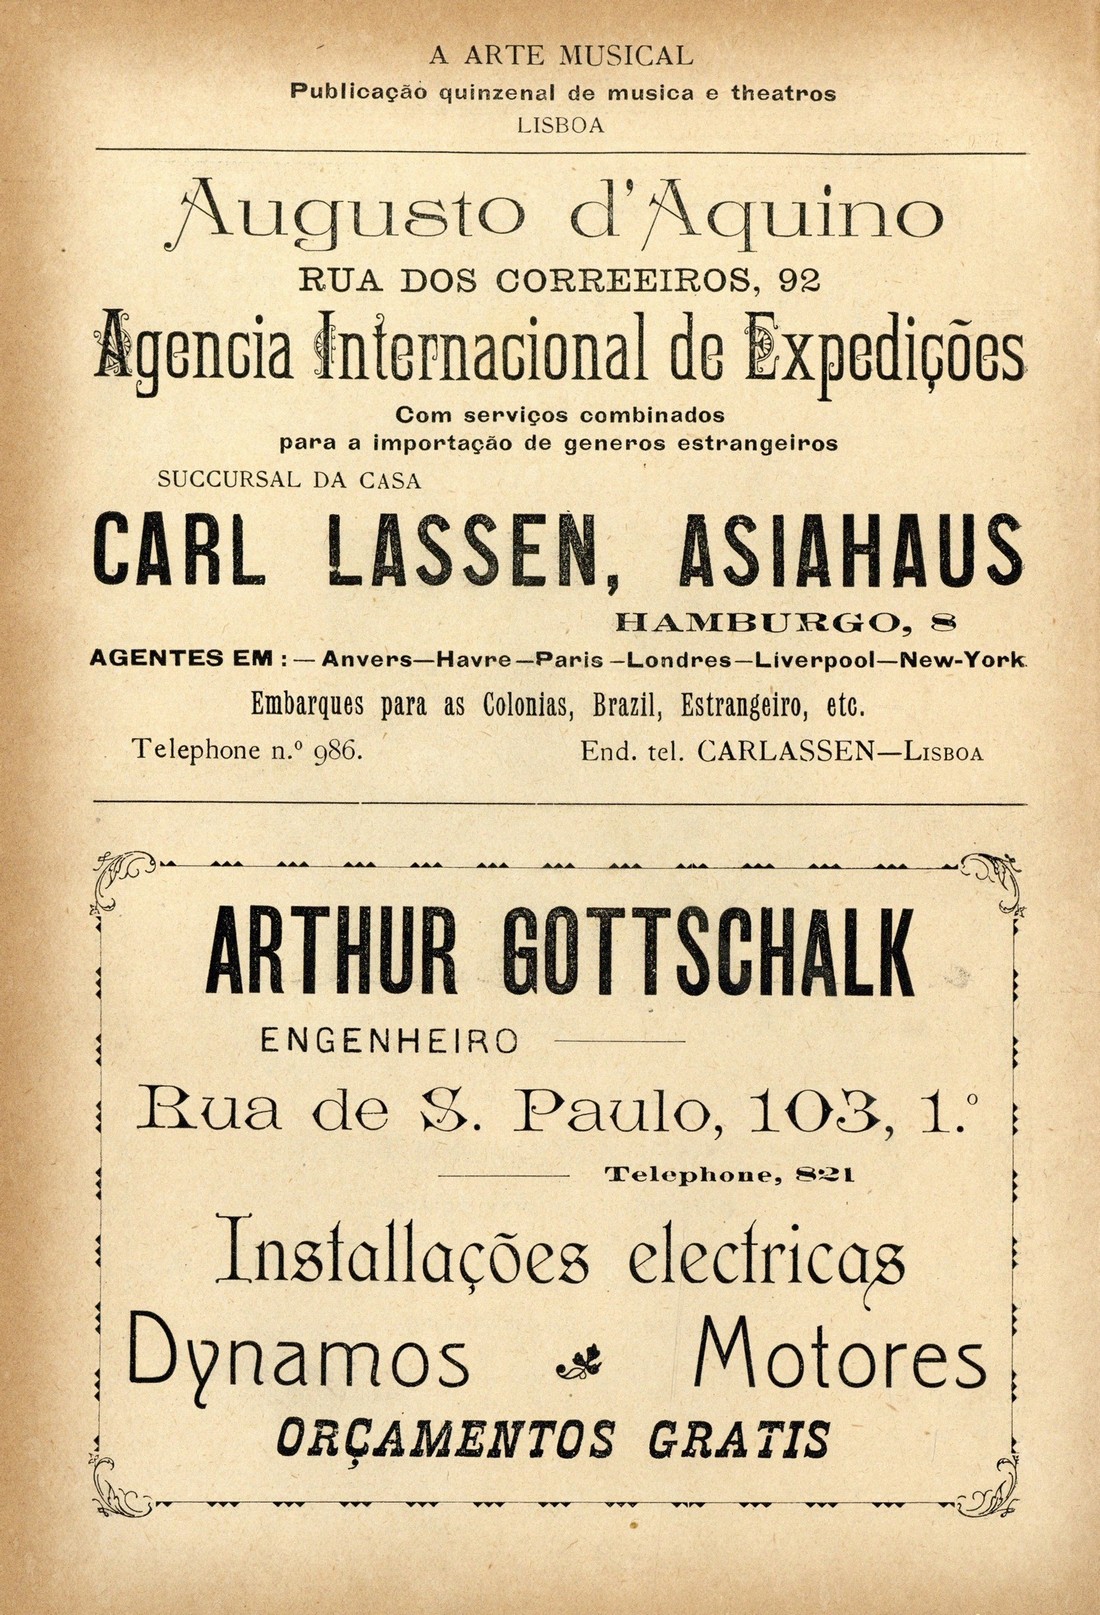 A ARTE MUSICAL
Publicação quinzenal de musica e theatros
LISBOA
Augusto d'Aquino
RUA DOS CORREEIROS, 92
Agencia Internacional de Expedições
Com serviços combinados
para a importação de generos estrangeiros
SUCCURSAL DA CASA
CARL LASSEN, ASIAHAUS
HAMBURGO, 8
AGENTES EM :—Anvers—Havre—Paris—Londres—Liverpool—New-York
Embarques para as Colonias, Brazil, Estrangeiro, etc.
Telephone n.º 986. End. tel. CARLASSEN—LISBOA
ARTHUR GOTTSCHALK
ENGENHEIRO
Rua de S. Paulo, 103, 1.º
Telephone, 821
Installações electricas
Dynamos Motores
ORÇAMENTOS GRATIS